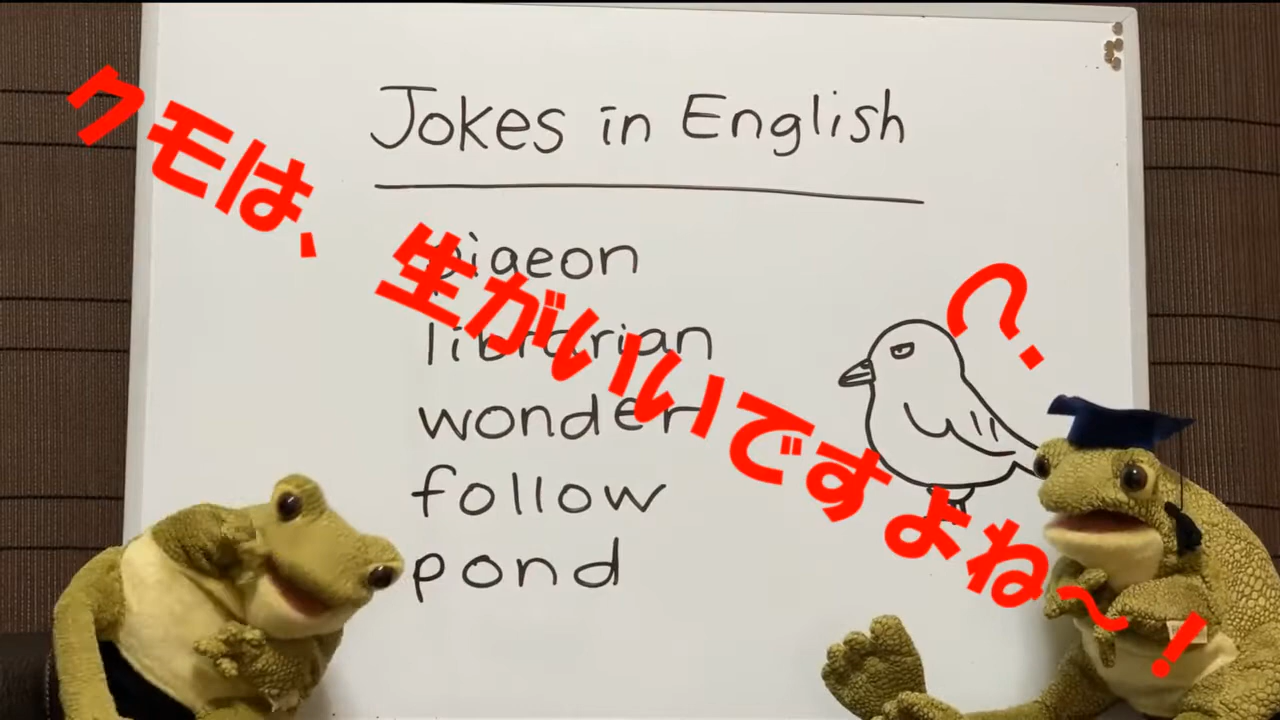 Jokes in English
pigeon
librarian
wonder
follow
pond
クモは、生がいいですよね〜!
?